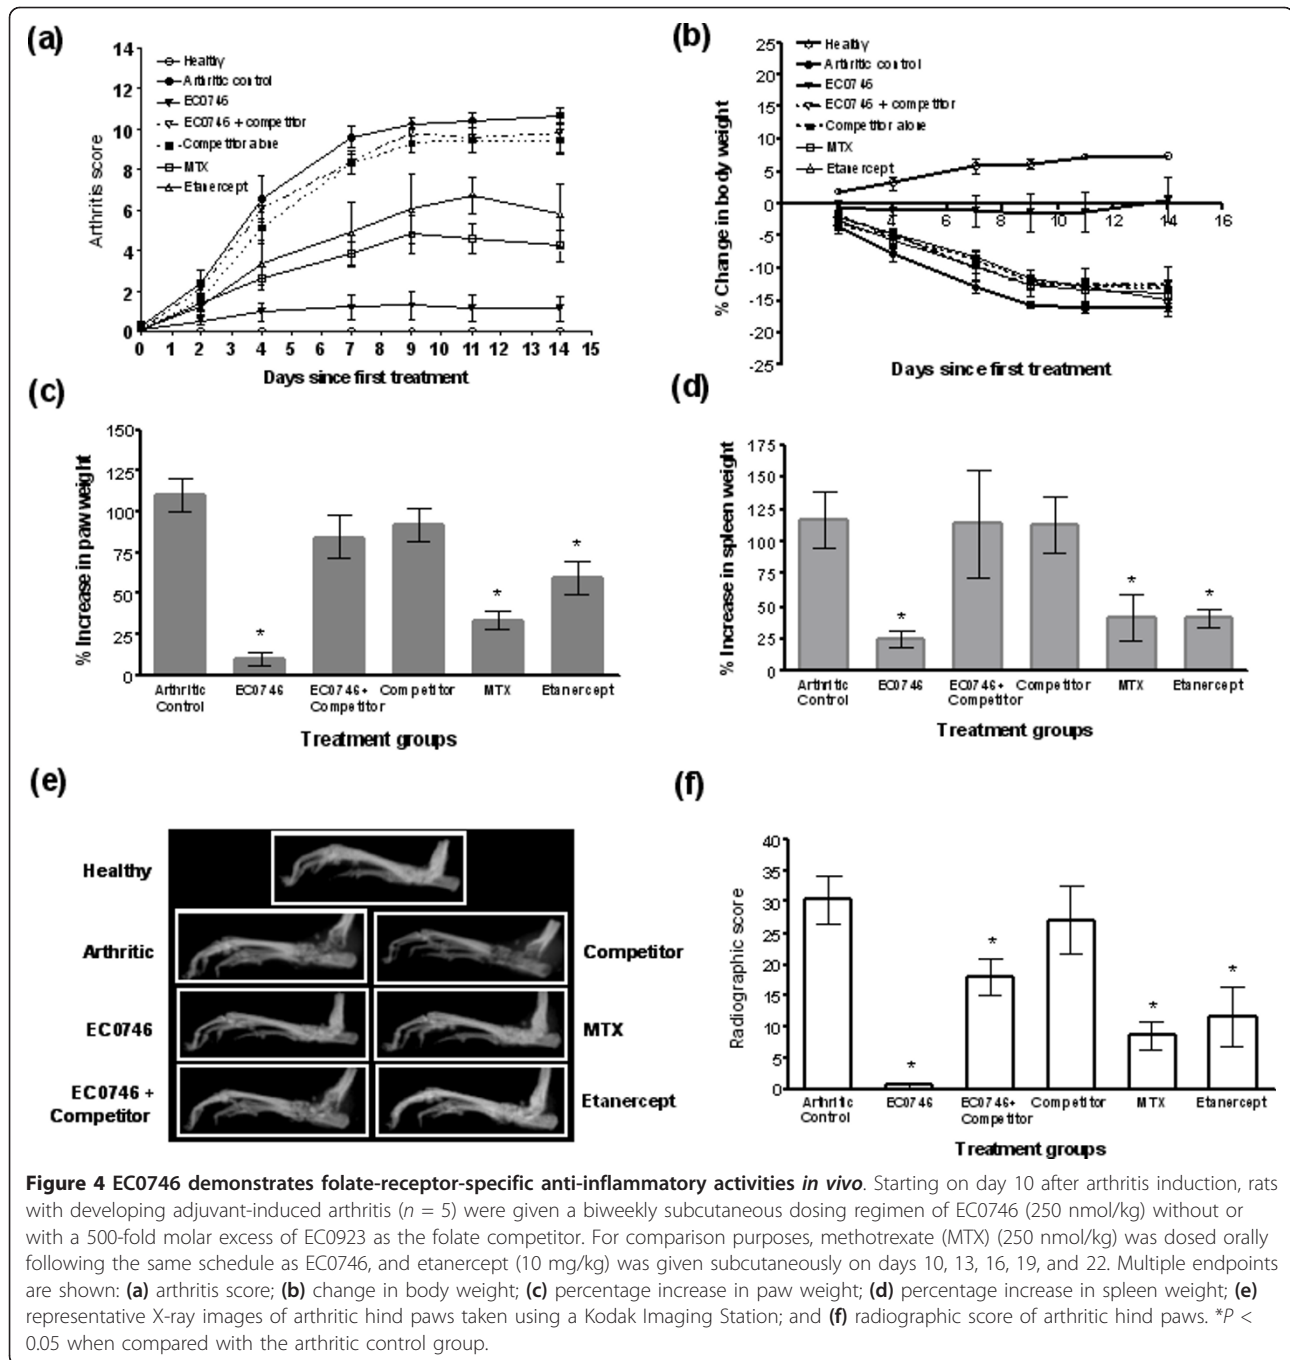 (a)
14
12
10
8
6
4
2
0
Arthritis score
Healthy
Arthritic control
EC0746
EC0746 + competitor
Competitor alone
MTX
Etanercept
0 1 2 3 4 5 6 7 8 9 10 11 12 13 14 15
Days since first treatment
(b)
25
20
15
10
5
0
-5
-10
-15
-20
-25
% Change in body weight
Healthy
Arthritic control
EC0746
EC0746 + competitor
Competitor alone
MTX
Etanercept
4 6 8 10 12 14 16
Days since first treatment
(c)
150
125
100
75
50
25
0
% Increase in paw weight
* * *
Arthritic Control
EC0746
EC0746+ Competitor
Competitor
MTX
Etanercept
Treatment groups
(d)
175
150
125
100
75
50
25
0
% Increase in spleen weight
* * *
Arthritic Control
EC0746
EC0746+ Competitor
Competitor
MTX
Etanercept
Treatment groups
(e)
Healthy
Arthritic
Competitor
EC0746
MTX
EC0746 +
Competitor
Etanercept
(f)
40
35
30
25
20
15
10
5
0
Radiographic score
* * * *
Arthritic Control
EC0746
EC0746+ Competitor
Competitor
MTX
Etanercept
Treatment groups
Figure 4 EC0746 demonstrates folate-receptor-specific anti-inflammatory activities in vivo. Starting on day 10 after arthritis induction, rats
with developing adjuvant-induced arthritis (n = 5) were given a biweekly subcutaneous dosing regimen of EC0746 (250 nmol/kg) without or
with a 500-fold molar excess of EC0923 as the folate competitor. For comparison purposes, methotrexate (MTX) (250 nmol/kg) was dosed orally
following the same schedule as EC0746, and etanercept (10 mg/kg) was given subcutaneously on days 10, 13, 16, 19, and 22. Multiple endpoints
are shown: (a) arthritis score; (b) change in body weight; (c) percentage increase in paw weight; (d) percentage increase in spleen weight; (e)
representative X-ray images of arthritic hind paws taken using a Kodak Imaging Station; and (f) radiographic score of arthritic hind paws. *P <
0.05 when compared with the arthritic control group.